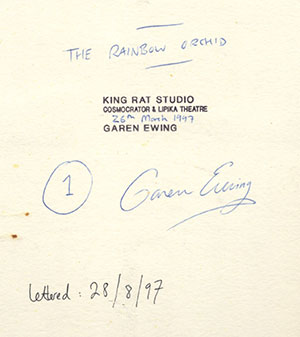 THE RAINBOW ORCHID
KING RAT STUDIO
COSMOCRATOR & LIPIKA THEATRE
26th March 1997
GAREN EWING
1
Garen Ewing
lettered: 28/8/97